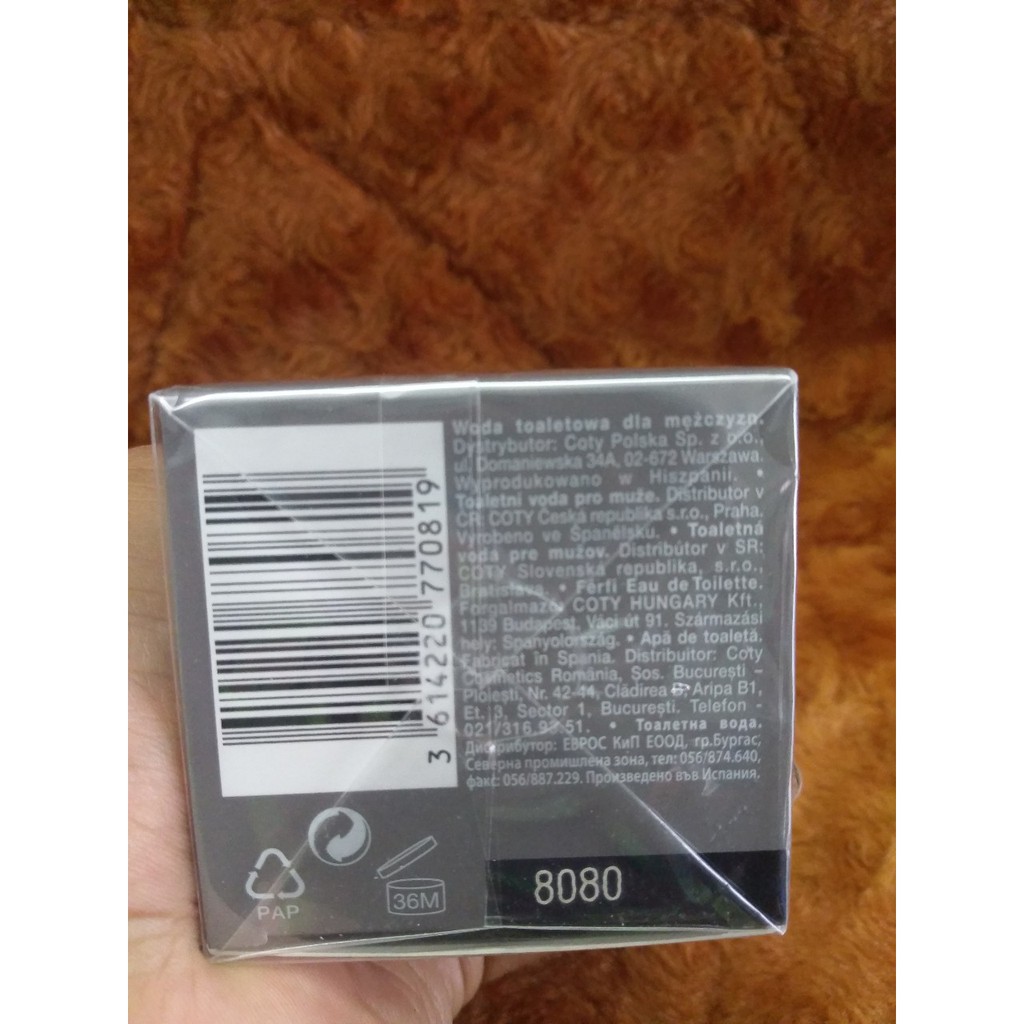 Woda toaletowa dla mężczyzn.
Dystrybutor: Coty Polska Sp. z o.o.,
ul. Domaniewska 34A, 02-672 Warszawa.
Wyprodukowano w Hiszpanii. •
Toaletní voda pro muže. Distributor v
ČR: COTY Česká republika s.r.o., Praha.
Vyrobeno ve Španělsku. • Toaletná
voda pre mužov. Distribútor v SR:
COTY Slovenská republika, s.r.o.,
Bratislava. • Férfi Eau de Toilette.
Forgalmazó: COTY HUNGARY Kft.,
1139 Budapest, Váci út 91. Származási
hely: Spanyolország. • Apă de toaletă.
Fabricat în Spania. Distribuitor: Coty
Cosmetics România, Șos. București –
Ploiești, Nr. 42-44, Clădirea Aripa B1,
Et. 3, Sector 1, București. Telefon -
021/316. • Тоалетна вода.
Дистрибутор: ЕВРОС КиП ЕООД, гр.Бургас,
Северна промишлена зона, тел: 056/874.640,
факс: 056/887.229. Произведено във Испания.
3 614220 770819
PAP
36M
8080